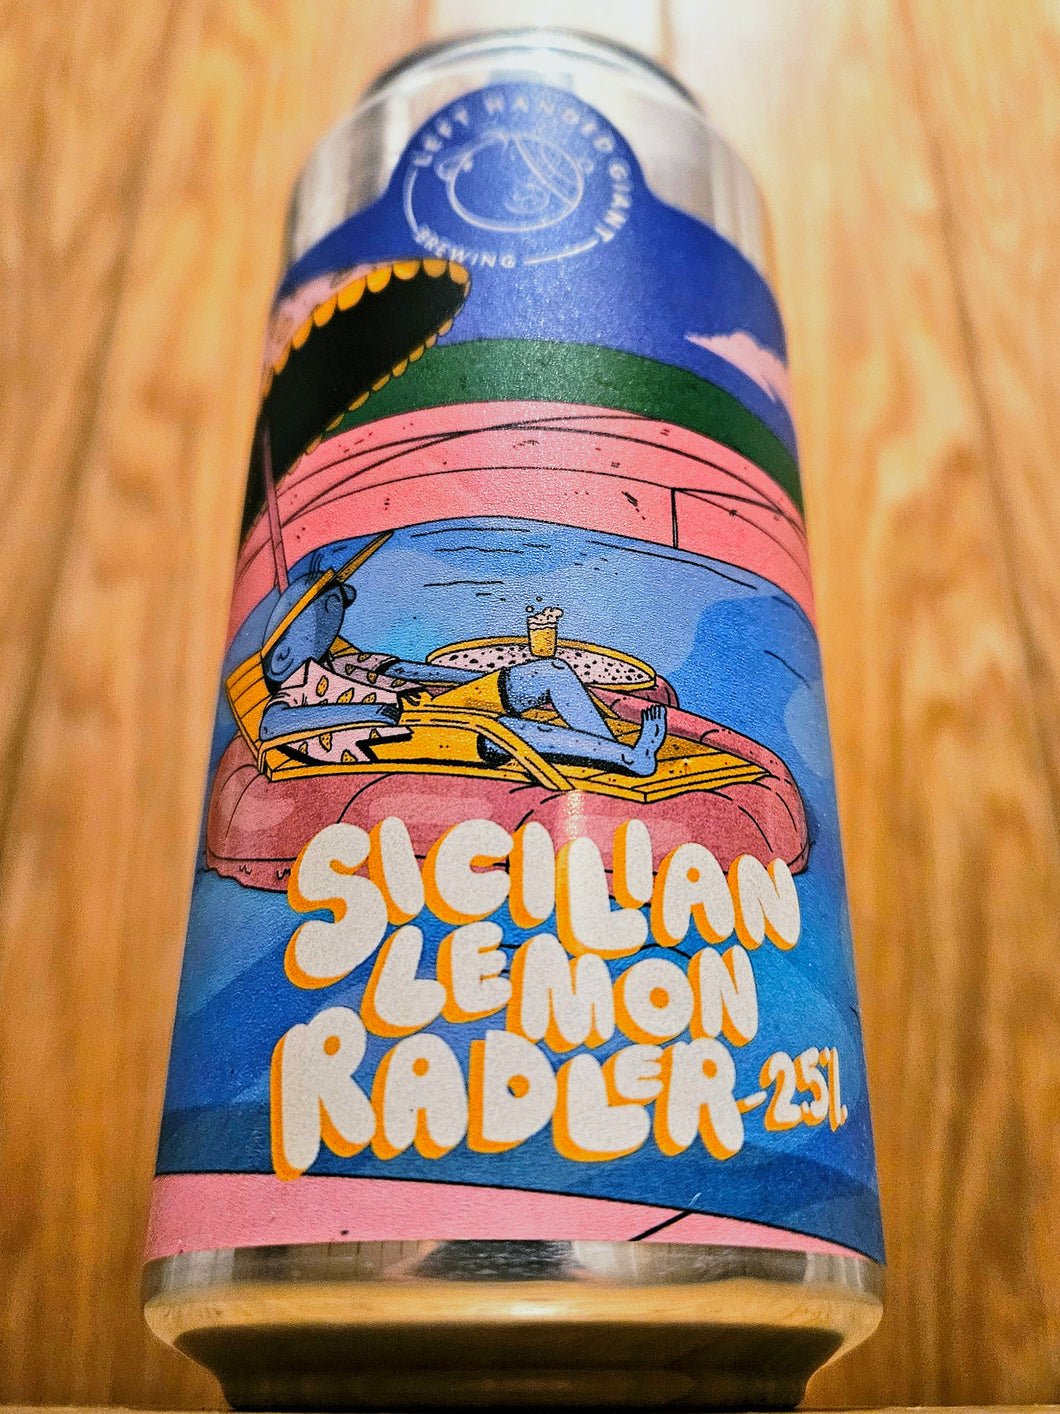 LEFT HANDED GIANT
BREWING
SICILIAN
LEMON
RADLER-2.5%